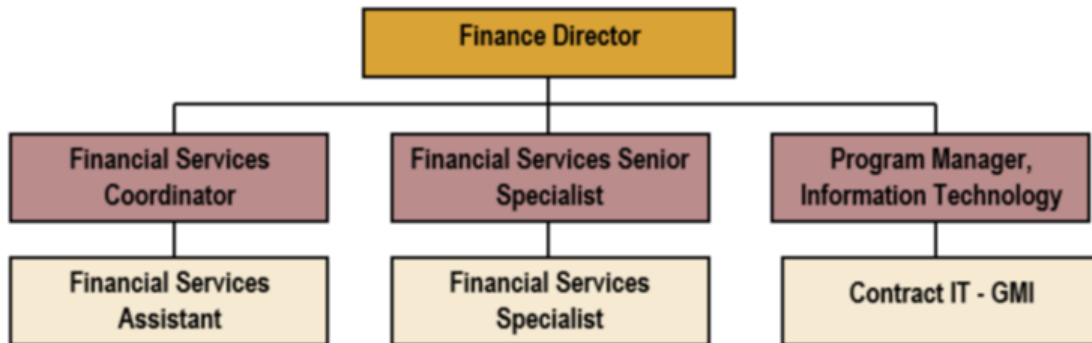 Finance Director
Financial Services
Coordinator
Financial Services Senior
Specialist
Program Manager,
Information Technology
Financial Services
Assistant
Financial Services
Specialist
Contract IT - GMI